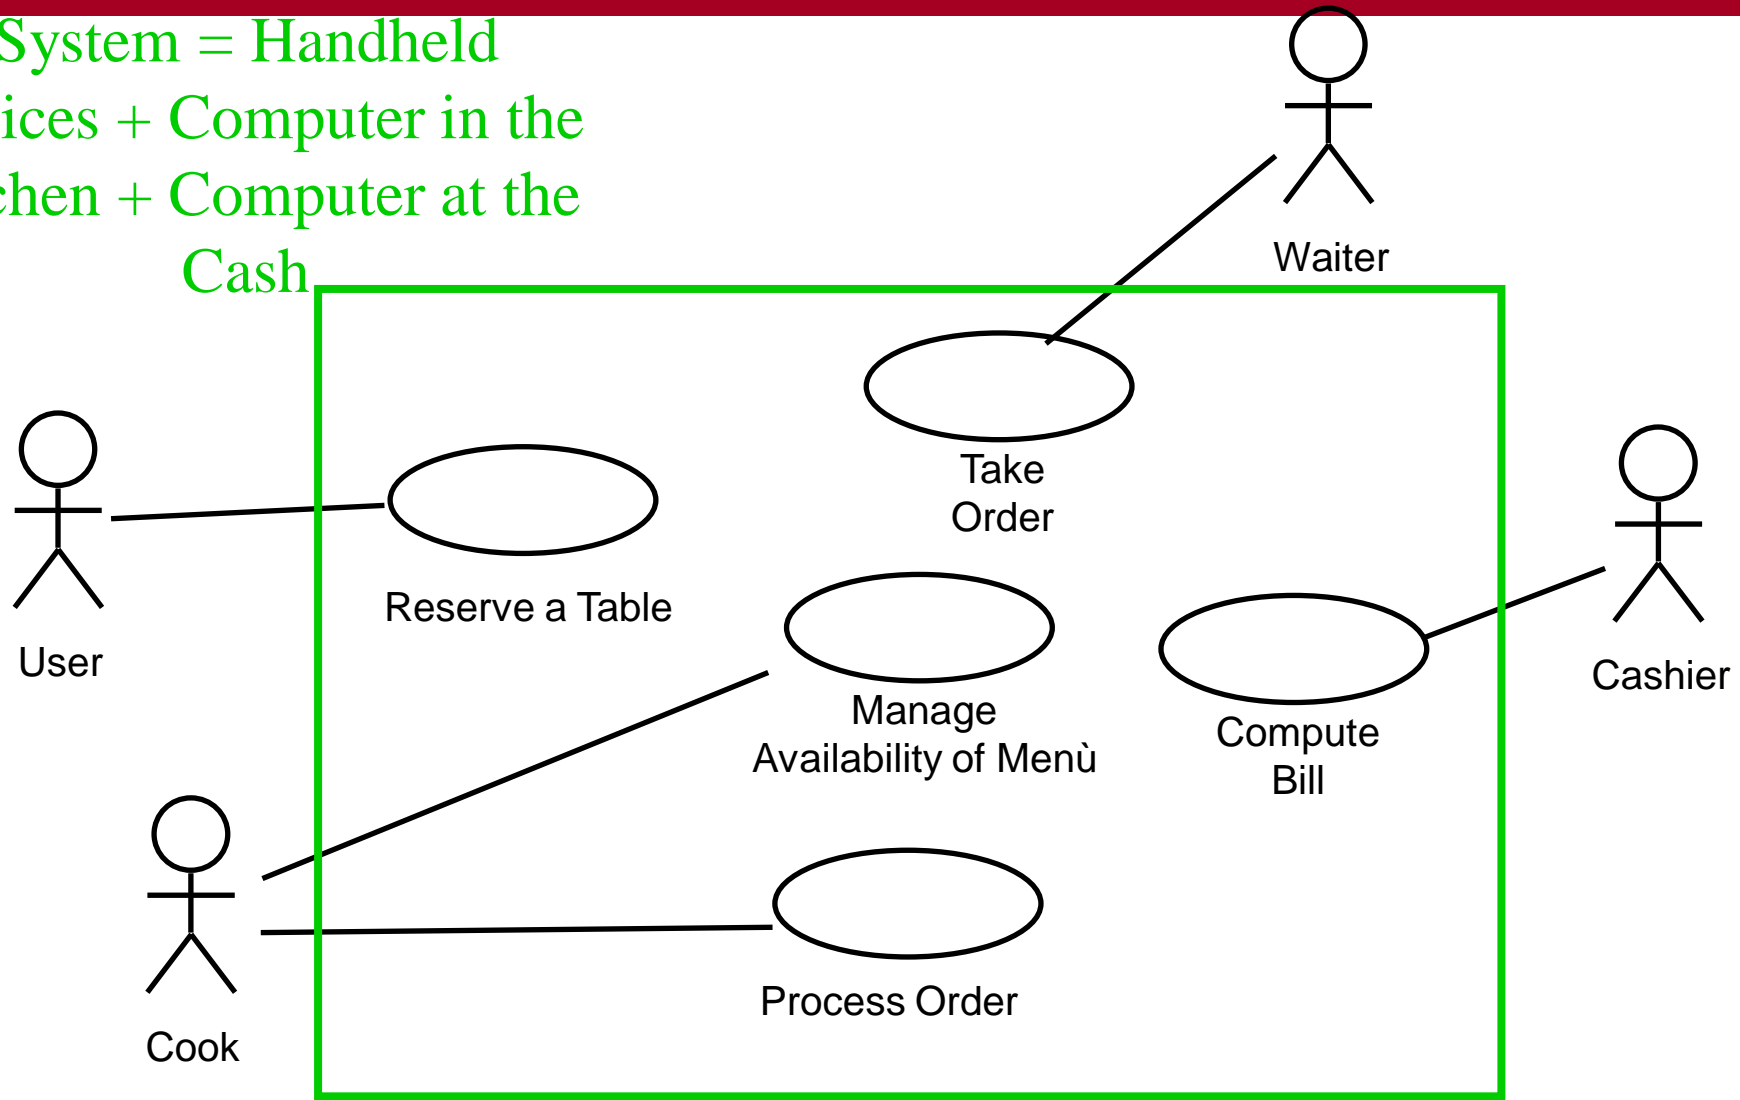 System = Handheld
ices + Computer in the
chen + Computer at the
Cash
Waiter
Take
Order
Reserve a Table
User
Manage
Availability of Menù
Compute
Bill
Cashier
Process Order
Cook